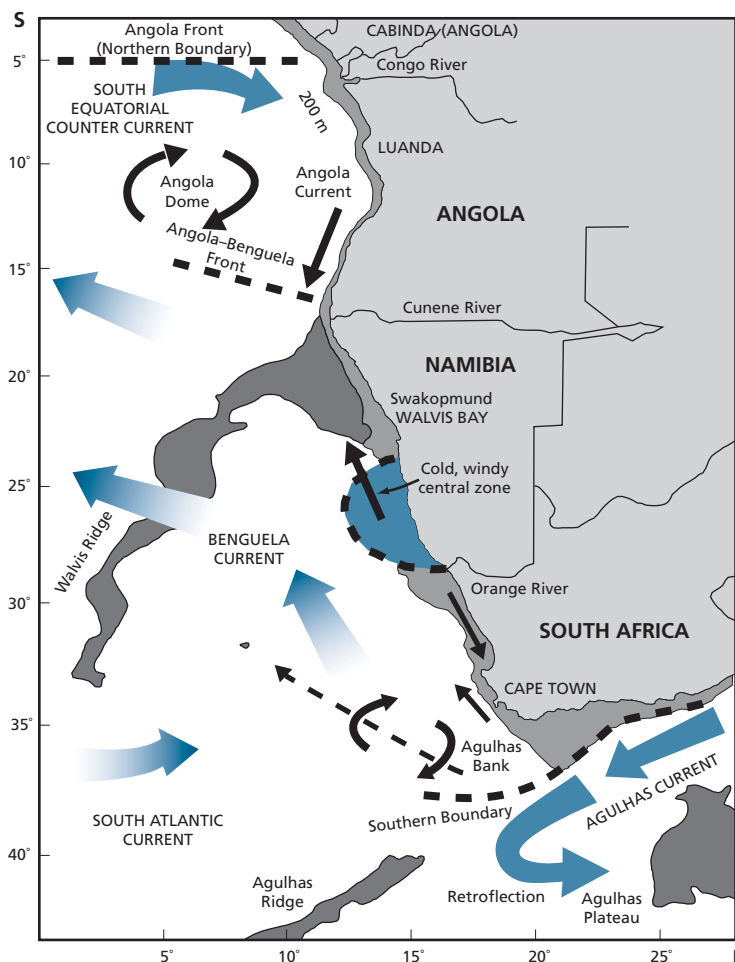 S
Angola Front
(Northern Boundary)
CABINDA (ANGOLA)
5°
Congo River
SOUTH
EQUATORIAL
COUNTER CURRENT
200 m
LUANDA
10°
Angola
Dome
Angola
Current
ANGOLA
Angola–Benguela
Front
15°
Cunene River
NAMIBIA
20°
Swakopmund
WALVIS BAY
Cold, windy
central zone
25°
Walvis Ridge
BENGUELA
CURRENT
Orange River
30°
SOUTH AFRICA
CAPE TOWN
35°
Agulhas
Bank
AGULHAS CURRENT
Southern Boundary
SOUTH ATLANTIC
CURRENT
40°
Agulhas
Ridge
Retroflection
Agulhas
Plateau
5°
10°
15°
20°
25°